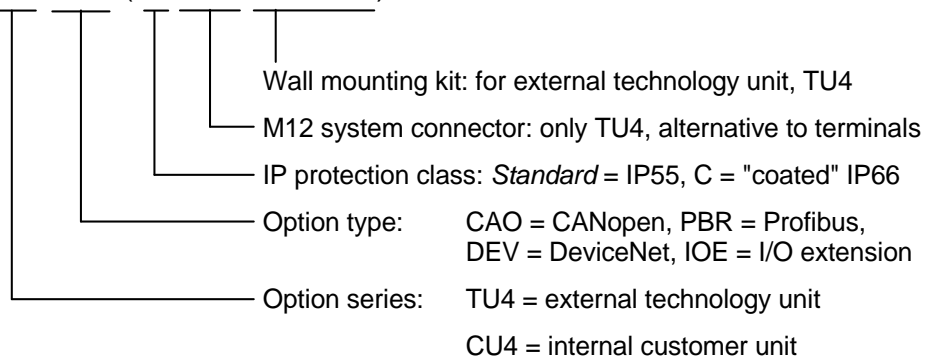 Wall mounting kit: for external technology unit, TU4
M12 system connector: only TU4, alternative to terminals
IP protection class: Standard = IP55, C = "coated" IP66
Option type: CAO = CANopen, PBR = Profibus,
DEV = DeviceNet, IOE = I/O extension
Option series: TU4 = external technology unit
CU4 = internal customer unit